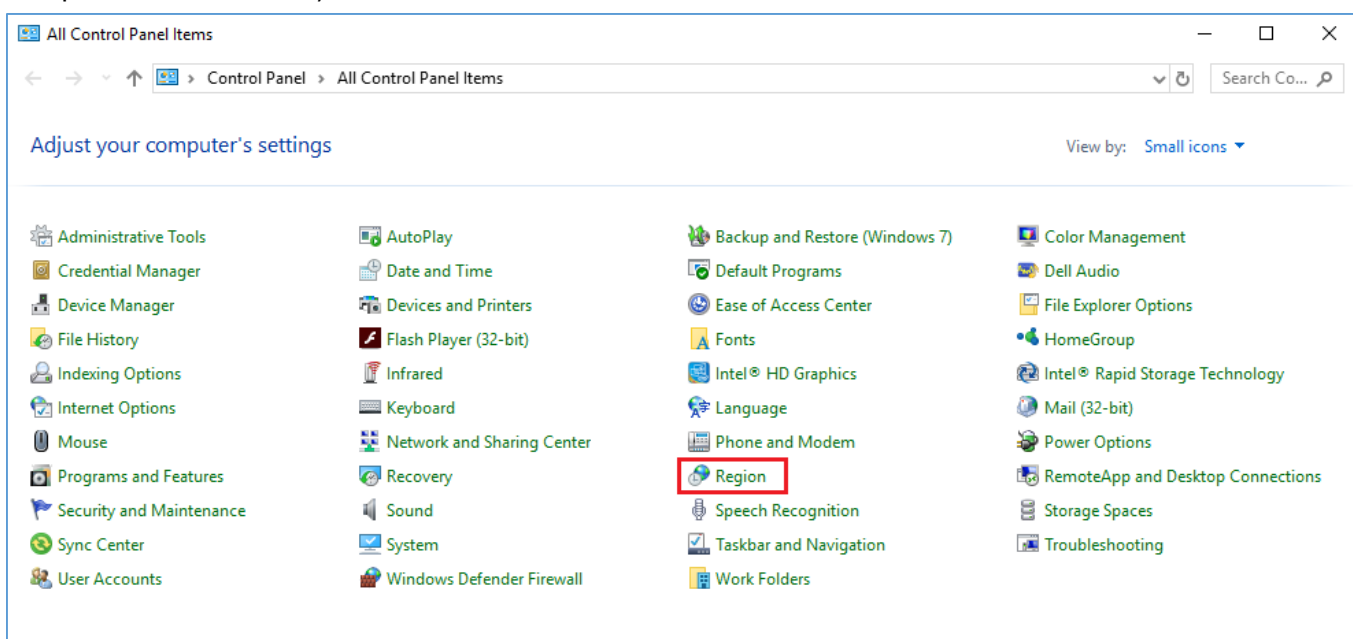 All Control Panel Items
Control Panel > All Control Panel Items Search Co...
Adjust your computer's settings View by: Small icons
Administrative Tools AutoPlay Backup and Restore (Windows 7) Color Management
Credential Manager Date and Time Default Programs Dell Audio
Device Manager Devices and Printers Ease of Access Center File Explorer Options
File History Flash Player (32-bit) Fonts HomeGroup
Indexing Options Infrared Intel® HD Graphics Intel® Rapid Storage Technology
Internet Options Keyboard Language Mail (32-bit)
Mouse Network and Sharing Center Phone and Modem Power Options
Programs and Features Recovery Region RemoteApp and Desktop Connections
Security and Maintenance Sound Speech Recognition Storage Spaces
Sync Center System Taskbar and Navigation Troubleshooting
User Accounts Windows Defender Firewall Work Folders